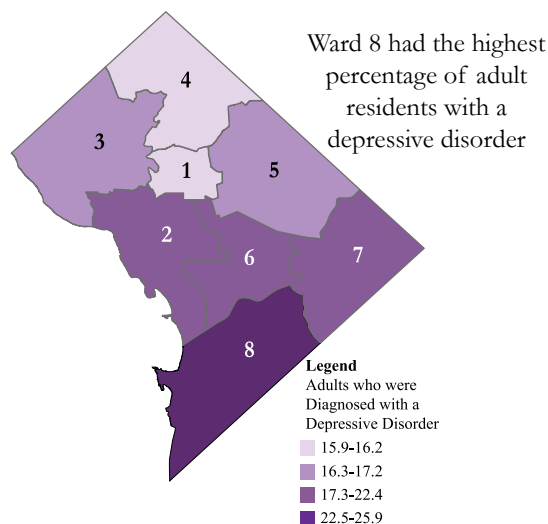 Ward 8 had the highest
percentage of adult
residents with a
depressive disorder
4
3
1
5
2
6
7
8
Legend
Adults who were
Diagnosed with a
Depressive Disorder
15.9-16.2
16.3-17.2
17.3-22.4
22.5-25.9